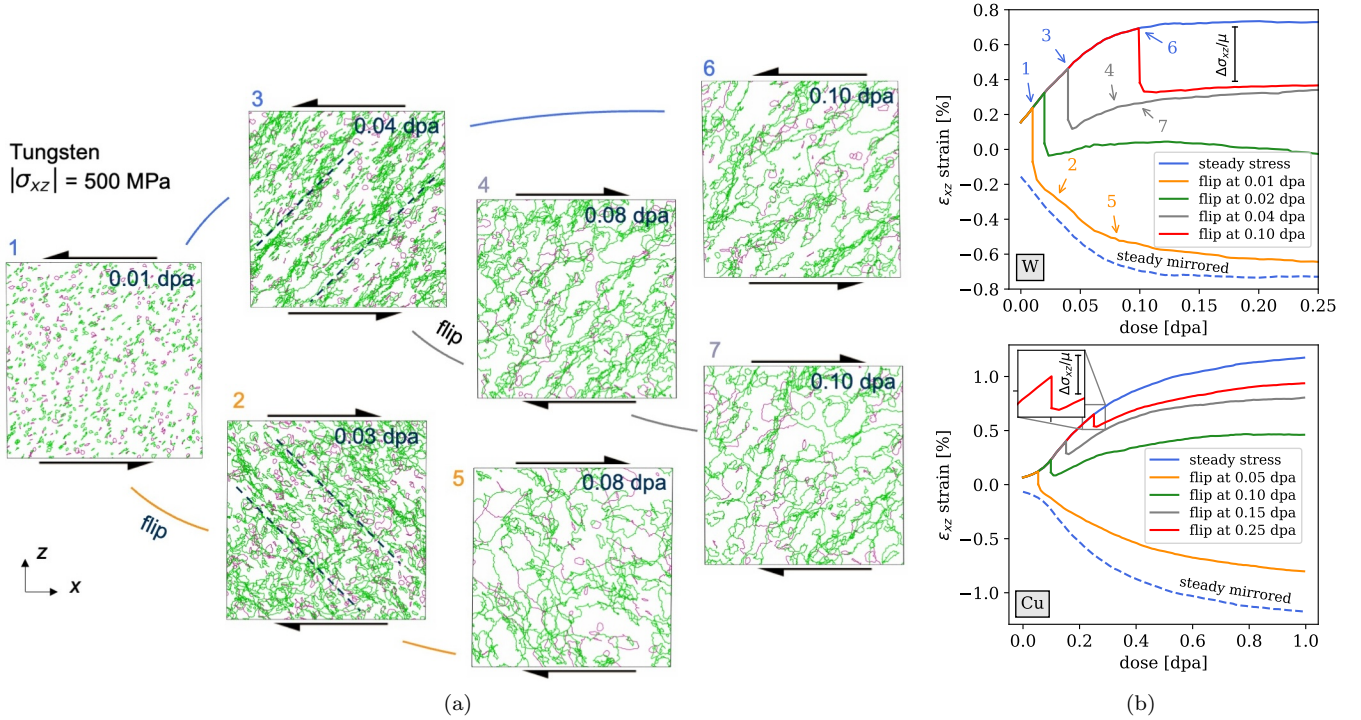 Tungsten
|σxz| = 500 MPa
1
0.01 dpa
flip
z
x
3
0.04 dpa
2
0.03 dpa
flip
4
0.08 dpa
5
0.08 dpa
6
0.10 dpa
7
0.10 dpa
(a)
εxz strain [%]
0.8
0.6
0.4
0.2
0.0
−0.2
−0.4
−0.6
−0.8
1
3
6
4
7
2
5
Δσxz/μ
steady stress
flip at 0.01 dpa
flip at 0.02 dpa
flip at 0.04 dpa
flip at 0.10 dpa
steady mirrored
W
0.00 0.05 0.10 0.15 0.20 0.25
dose [dpa]
εxz strain [%]
1.0
0.5
0.0
−0.5
−1.0
Δσxz/μ
steady stress
flip at 0.05 dpa
flip at 0.10 dpa
flip at 0.15 dpa
flip at 0.25 dpa
steady mirrored
Cu
0.0 0.2 0.4 0.6 0.8 1.0
dose [dpa]
(b)